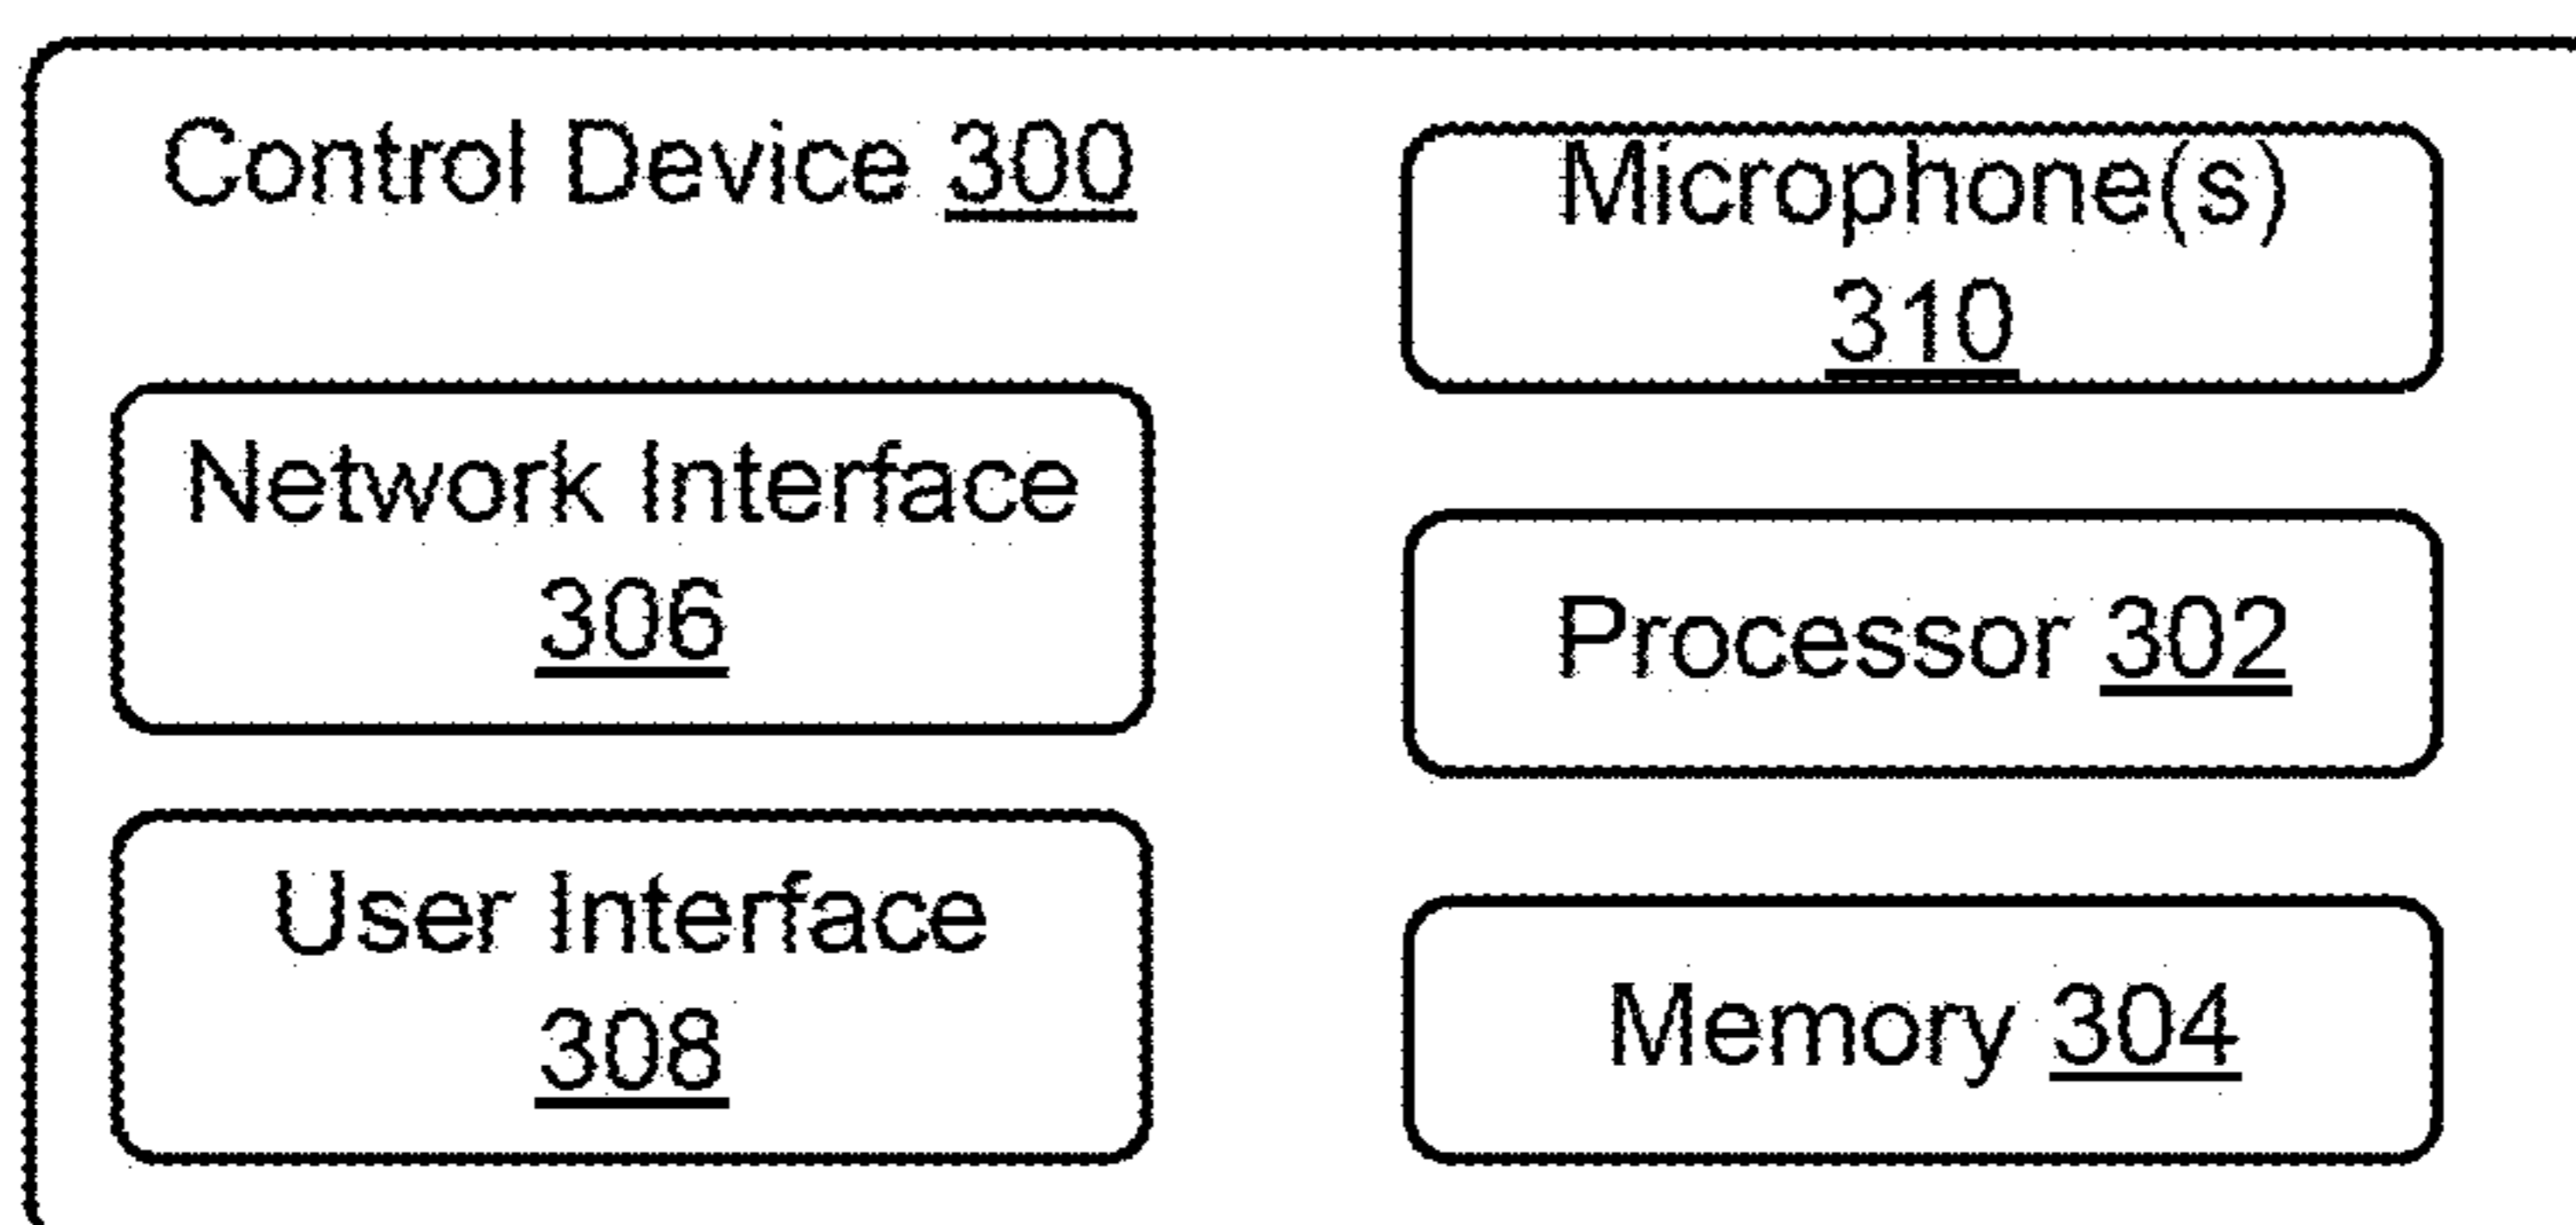 Control Device 300
Microphone(s)
310
Network Interface
306
Processor 302
User Interface
308
Memory 304